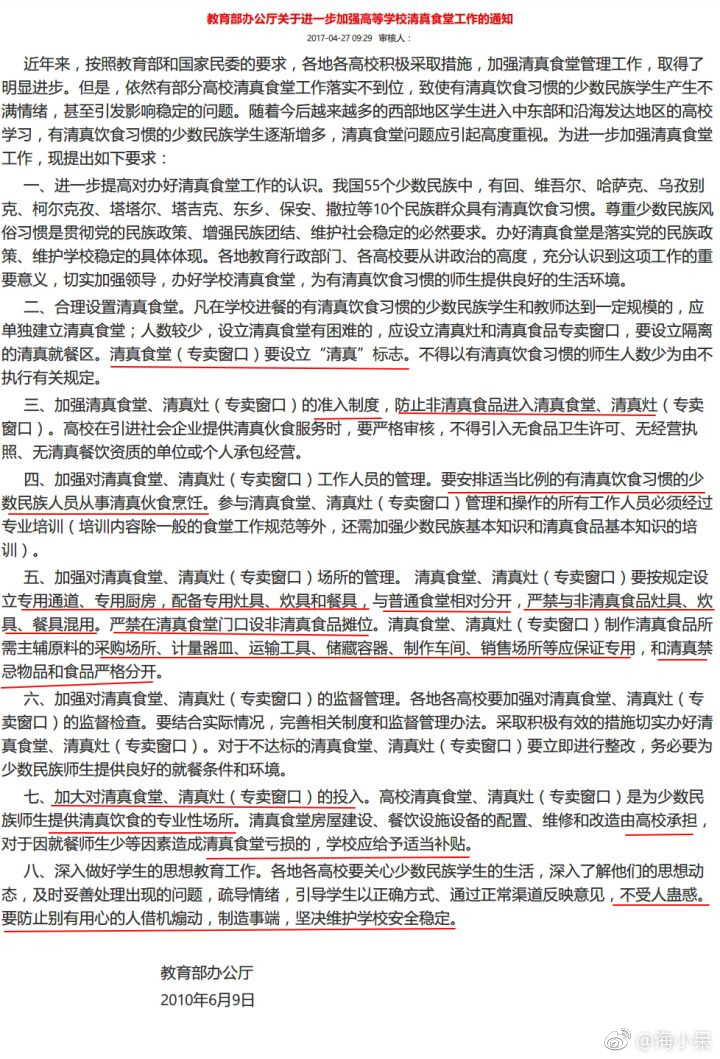 教育部办公厅关于进一步加强高等学校清真食堂工作的通知
2017-04-27 09:29 审核人：
近年来，按照教育部和国家民委的要求，各地各高校积极采取措施，加强清真食堂管理工作，取得了
明显进步。但是，依然有部分高校清真食堂工作落实不到位，致使有清真饮食习惯的少数民族学生产生不
满情绪，甚至引发影响稳定的问题。随着今后越来越多的西部地区学生进入中东部和沿海发达地区的高校
学习，有清真饮食习惯的少数民族学生逐渐增多，清真食堂问题应引起高度重视。为进一步加强清真食堂
工作，现提出如下要求：
一、进一步提高对办好清真食堂工作的认识。我国55个少数民族中，有回、维吾尔、哈萨克、乌孜别
克、柯尔克孜、塔塔尔、塔吉克、东乡、保安、撒拉等10个民族群众具有清真饮食习惯。尊重少数民族风
俗习惯是贯彻党的民族政策、增强民族团结、维护社会稳定的必然要求。办好清真食堂是落实党的民族政
策、维护学校稳定的具体体现。各地教育行政部门、各高校要从讲政治的高度，充分认识到这项工作的重
要意义，切实加强领导，办好学校清真食堂，为有清真饮食习惯的师生提供良好的生活环境。
二、合理设置清真食堂。凡在学校进餐的有清真饮食习惯的少数民族学生和教师达到一定规模的，应
单独建立清真食堂；人数较少，设立清真食堂有困难的，应设立清真灶和清真食品专卖窗口，要设立隔离
的清真就餐区。清真食堂（专卖窗口）要设立“清真”标志。不得以有清真饮食习惯的师生人数少为由不
执行有关规定。
三、加强清真食堂、清真灶（专卖窗口）的准入制度，防止非清真食品进入清真食堂、清真灶（专卖
窗口）。高校在引进社会企业提供清真伙食服务时，要严格审核，不得引入无食品卫生许可、无经营执
照、无清真餐饮资质的单位或个人承包经营。
四、加强对清真食堂、清真灶（专卖窗口）工作人员的管理。要安排适当比例的有清真饮食习惯的少
数民族人员从事清真伙食烹饪。参与清真食堂、清真灶（专卖窗口）管理和操作的所有工作人员必须经过
专业培训（培训内容除一般的食堂工作规范等外，还需加强少数民族基本知识和清真食品基本知识的培
训）。
五、加强对清真食堂、清真灶（专卖窗口）场所的管理。 清真食堂、清真灶（专卖窗口）要按规定设
立专用通道、专用厨房，配备专用灶具、炊具和餐具，与普通食堂相对分开，严禁与非清真食品灶具、炊
具、餐具混用。严禁在清真食堂门口设非清真食品摊位。清真食堂、清真灶（专卖窗口）制作清真食品所
需主辅原料的采购场所、计量器皿、运输工具、储藏容器、制作车间、销售场所等应保证专用，和清真禁
忌物品和食品严格分开。
六、加强对清真食堂、清真灶（专卖窗口）的监督管理。各地各高校要加强对清真食堂、清真灶（专
卖窗口）的监督检查。要结合实际情况，完善相关制度和监督管理办法。采取积极有效的措施切实办好清
真食堂、清真灶（专卖窗口）。对于不达标的清真食堂、清真灶（专卖窗口）要立即进行整改，务必要为
少数民族师生提供良好的就餐条件和环境。
七、加大对清真食堂、清真灶（专卖窗口）的投入。高校清真食堂、清真灶（专卖窗口）是为少数民
族师生提供清真饮食的专业性场所。清真食堂房屋建设、餐饮设施设备的配置、维修和改造由高校承担，
对于因就餐师生少等因素造成清真食堂亏损的，学校应给予适当补贴。
八、深入做好学生的思想教育工作。各地各高校要关心少数民族学生的生活，深入了解他们的思想动
态，及时妥善处理出现的问题，疏导情绪，引导学生以正确方式、通过正常渠道反映意见，不受人蛊惑。
要防止别有用心的人借机煽动，制造事端，坚决维护学校安全稳定。
教育部办公厅
2010年6月9日
@海小杲